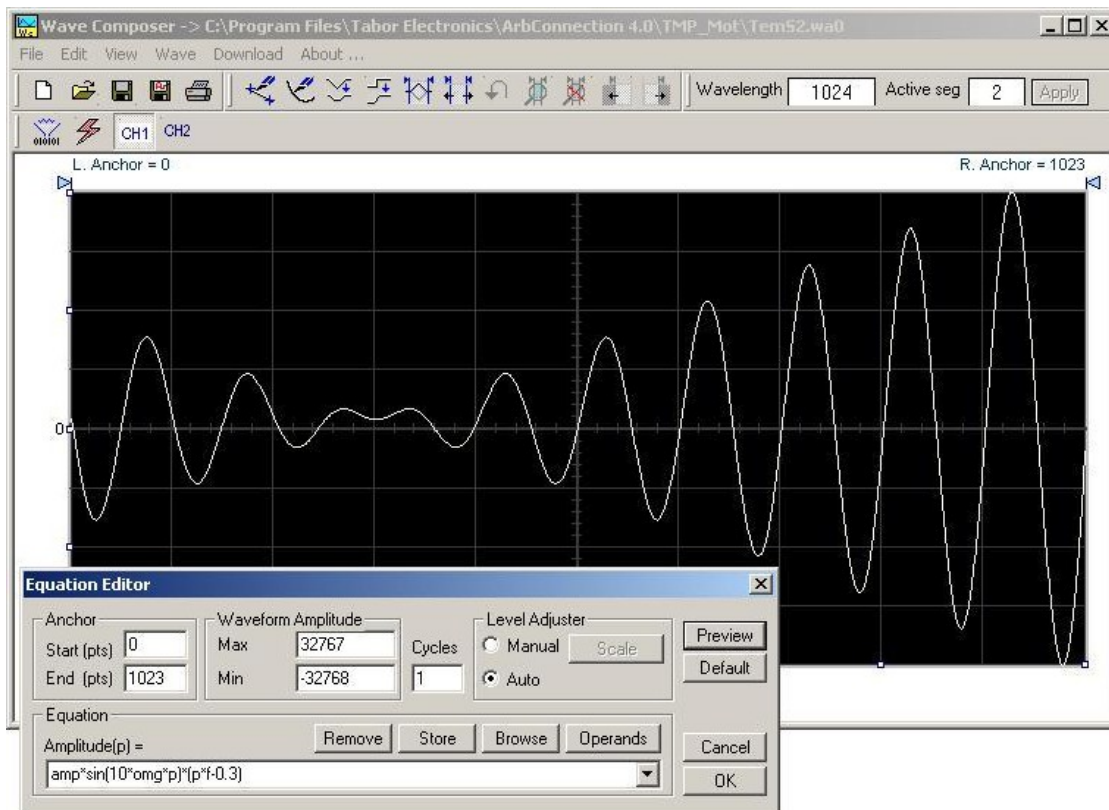 Wave Composer -> C:\Program Files\Tabor Electronics\ArbConnection 4.0\TMP_Mot\Tem52.wa0
File Edit View Wave Download About ...
Wavelength 1024 Active seg 2 Apply
010101 CH1 CH2
L. Anchor = 0 R. Anchor = 1023
0
Equation Editor
Anchor Waveform Amplitude Level Adjuster
Start (pts) 0 Max 32767 Cycles Manual Scale Preview
End (pts) 1023 Min -32768 1 Auto Default
Equation
Amplitude(p) = Remove Store Browse Operands Cancel
amp*sin(10*omg*p)*(p*f-0.3) OK